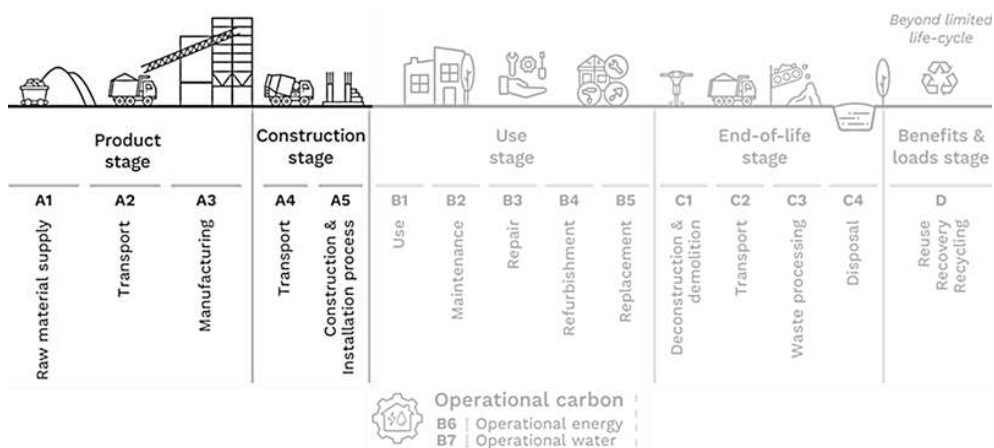 Beyond limited
life-cycle
Product
stage
Construction
stage
Use
stage
End-of-life
stage
Benefits &
loads stage
A1
Raw material supply
A2
Transport
A3
Manufacturing
A4
Transport
A5
Construction &
Installation process
B1
Use
B2
Maintenance
B3
Repair
B4
Refurbishment
B5
Replacement
C1
Deconstruction &
demolition
C2
Transport
C3
Waste processing
C4
Disposal
D
Reuse
Recovery
Recycling
Operational carbon
B6 | Operational energy
B7 | Operational water